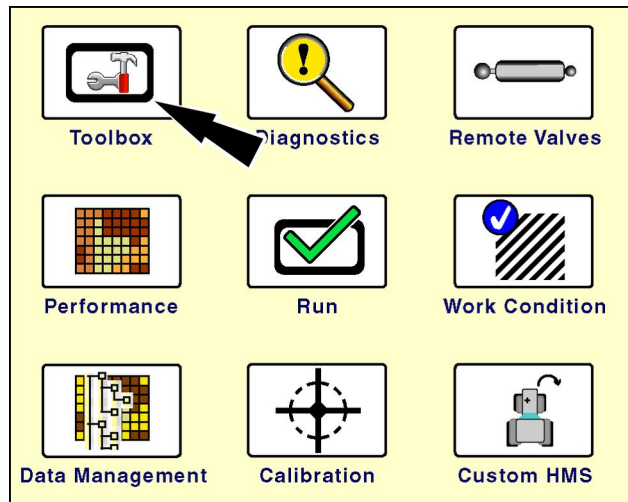 Toolbox
Diagnostics
Remote Valves
Performance
Run
Work Condition
Data Management
Calibration
Custom HMS